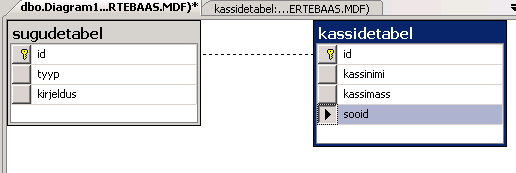 dbo.Diagram1...RTEBAAS.MDF)*
kassidetabel:...ERTEBAAS.MDF)
sugudetabel
id
tyyp
kirjeldus
kassidetabel
id
kassinimi
kassimass
sooid